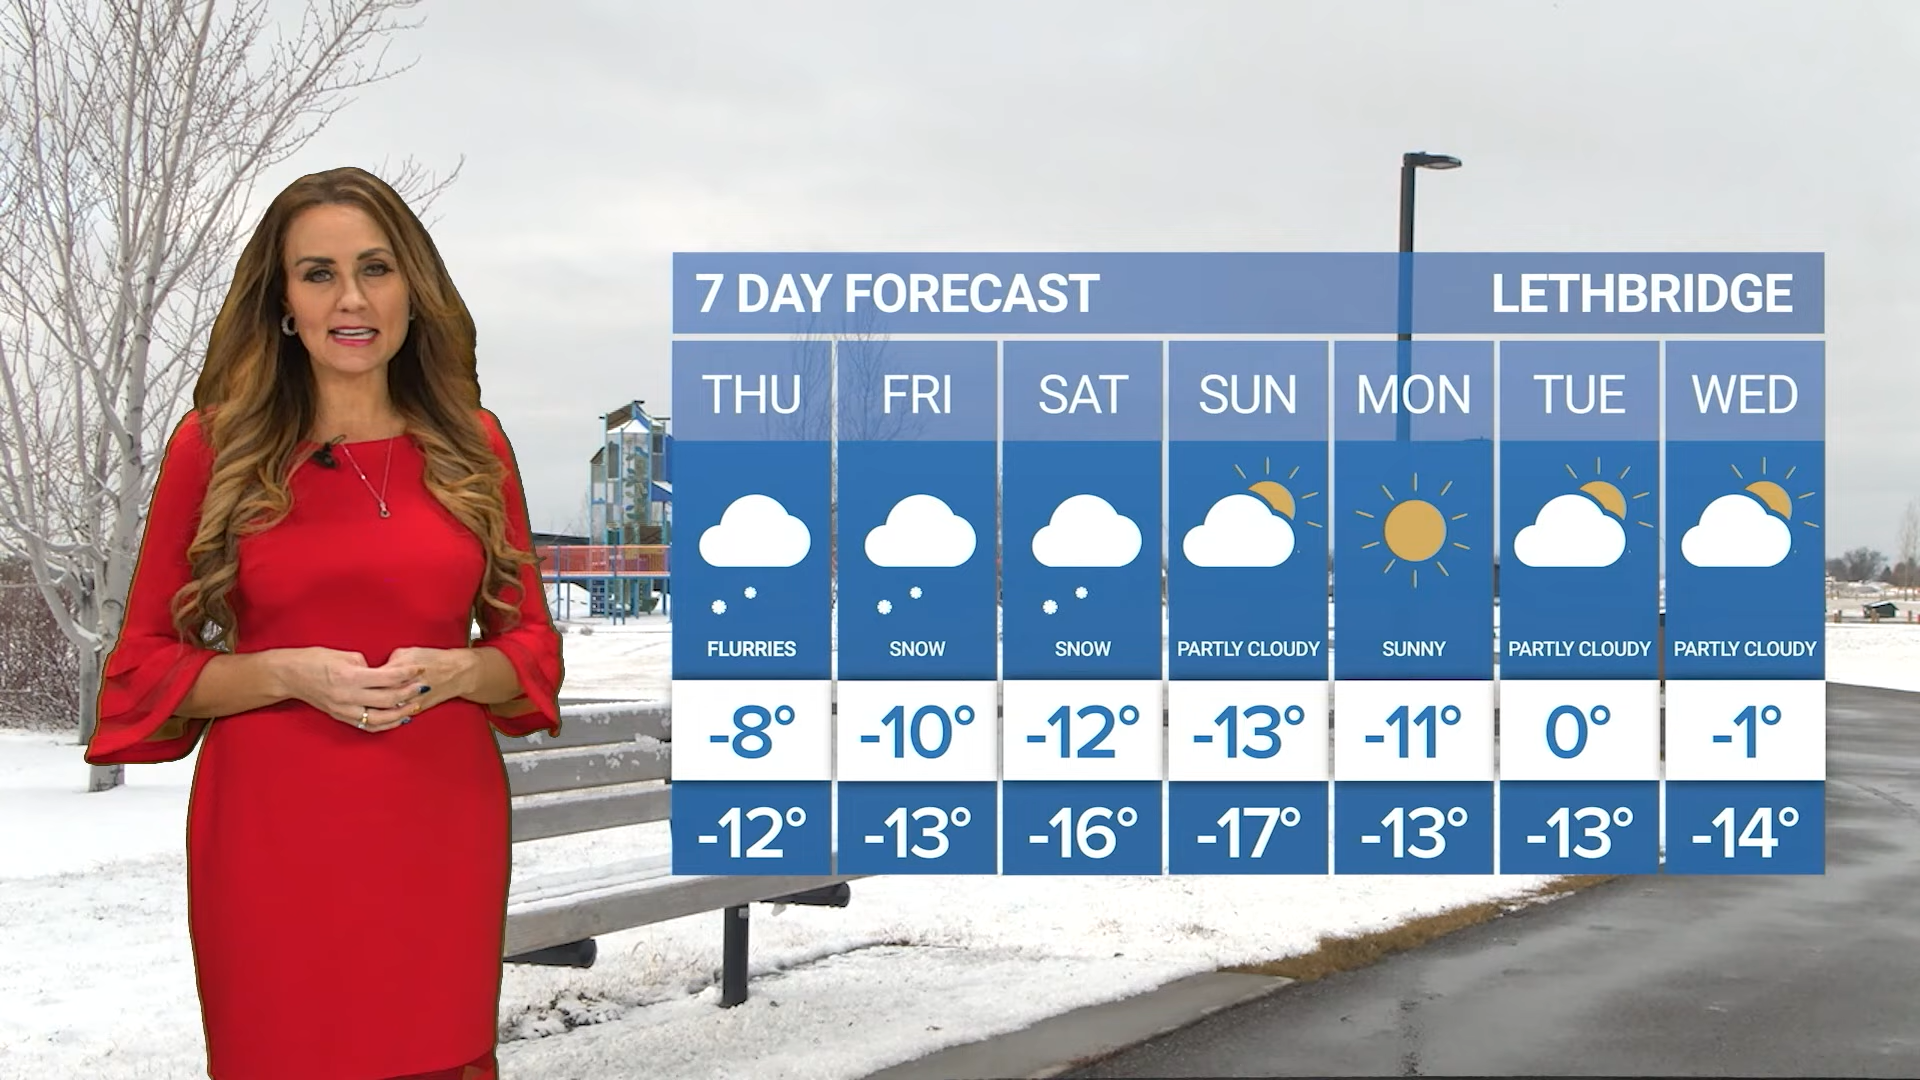 7 DAY FORECAST LETHBRIDGE
THU FRI SAT SUN MON TUE WED
FLURRIES SNOW SNOW PARTLY CLOUDY SUNNY PARTLY CLOUDY PARTLY CLOUDY
-8° -10° -12° -13° -11° 0° -1°
-12° -13° -16° -17° -13° -13° -14°